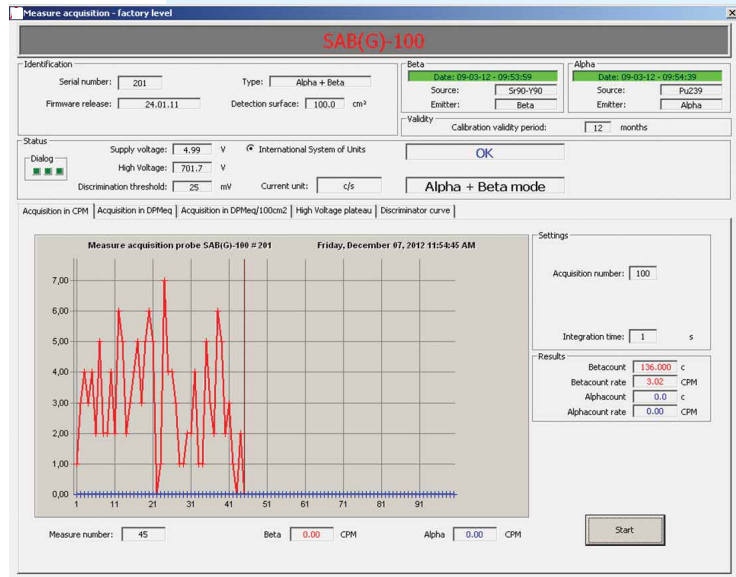 Measure acquisition - factory level
SAB(G)-100
Identification
Serial number: 201 Type: Alpha + Beta
Firmware release: 24.01.11 Detection surface: 100.0 cm²
Beta
Date: 09-03-12 - 09:53:59
Source: Sr90-Y90
Emitter: Beta
Alpha
Date: 09-03-12 - 09:54:39
Source: Pu239
Emitter: Alpha
Validity
Calibration validity period: 12 months
Status
Dialog
Supply voltage: 4.99 V
High Voltage: 701.7 V
Discrimination threshold: 25 mV
International System of Units
Current unit: c/s
OK
Alpha + Beta mode
Acquisition in CPM Acquisition in DPMeq Acquisition in DPMeq/100cm2 High Voltage plateau Discriminator curve
Measure acquisition probe SAB(G)-100 # 201 Friday, December 07, 2012 11:54:45 AM
7,00
6,00
5,00
4,00
3,00
2,00
1,00
0,00
1 11 21 31 41 51 61 71 81 91
Measure number: 45 Beta 0.00 CPM Alpha 0.00 CPM
Settings
Acquisition number: 100
Integration time: 1 s
Results
Betacount 136.000 c
Betacount rate 3.02 CPM
Alphacount 0.0 c
Alphacount rate 0.00 CPM
Start